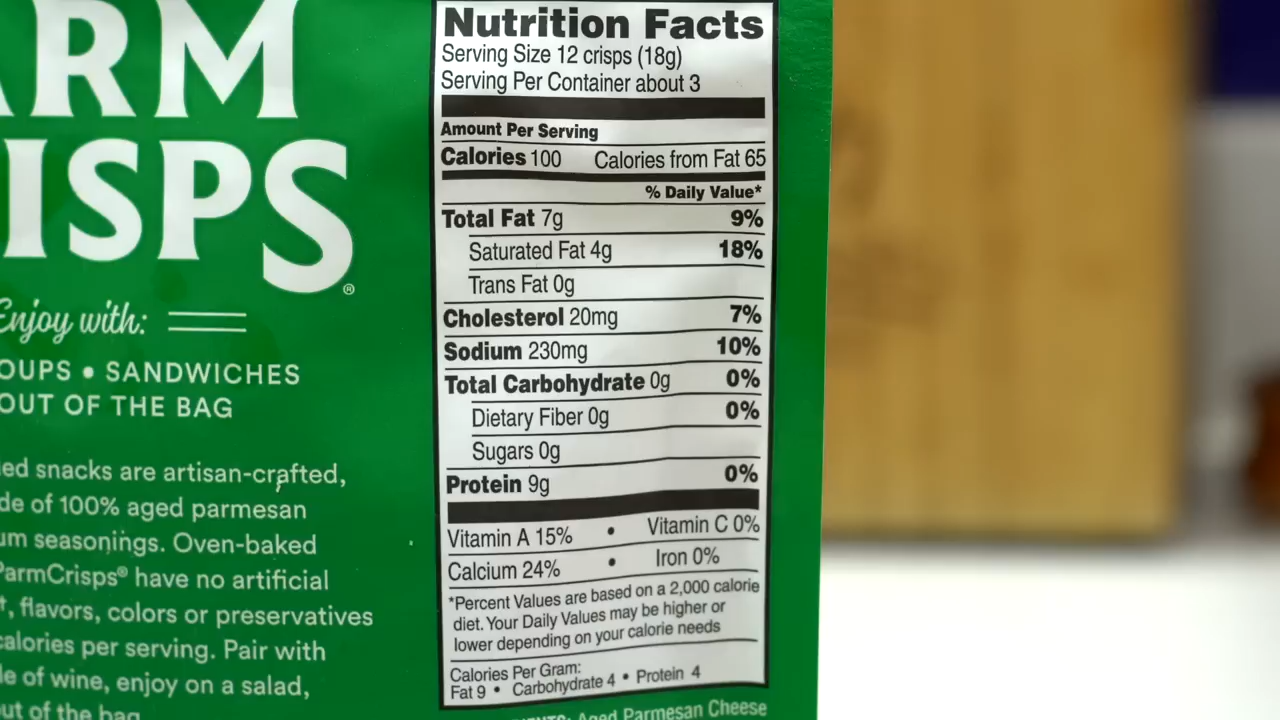 ARM
ISPS®
Enjoy with:
OUPS • SANDWICHES
OUT OF THE BAG
ied snacks are artisan-crafted,
de of 100% aged parmesan
um seasonings. Oven-baked
ParmCrisps® have no artificial
†, flavors, colors or preservatives
calories per serving. Pair with
le of wine, enjoy on a salad,
out of the bag
Nutrition Facts
Serving Size 12 crisps (18g)
Serving Per Container about 3
Amount Per Serving
Calories 100 Calories from Fat 65
% Daily Value*
Total Fat 7g 9%
Saturated Fat 4g 18%
Trans Fat 0g
Cholesterol 20mg 7%
Sodium 230mg 10%
Total Carbohydrate 0g 0%
Dietary Fiber 0g 0%
Sugars 0g
Protein 9g 0%
Vitamin A 15% • Vitamin C 0%
Calcium 24% • Iron 0%
*Percent Values are based on a 2,000 calorie
diet. Your Daily Values may be higher or
lower depending on your calorie needs
Calories Per Gram:
Fat 9 • Carbohydrate 4 • Protein 4
Aged Parmesan Cheese